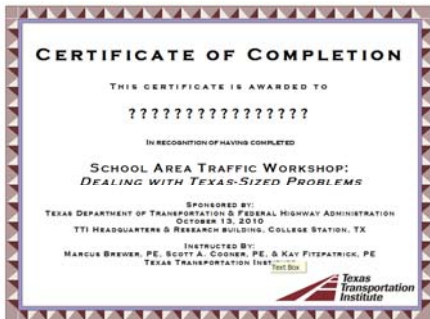 CERTIFICATE OF COMPLETION
THIS CERTIFICATE IS AWARDED TO
????????????????
IN RECOGNITION OF HAVING COMPLETED
SCHOOL AREA TRAFFIC WORKSHOP:
DEALING WITH TEXAS-SIZED PROBLEMS
SPONSORED BY:
TEXAS DEPARTMENT OF TRANSPORTATION & FEDERAL HIGHWAY ADMINISTRATION
OCTOBER 13, 2010
TTI HEADQUARTERS & RESEARCH BUILDING, COLLEGE STATION, TX
INSTRUCTED BY:
MARCUS BREWER, PE, SCOTT A. COONER, PE, & KAY FITZPATRICK, PE
TEXAS TRANSPORTATION
Text Box
Texas
Transportation
Institute